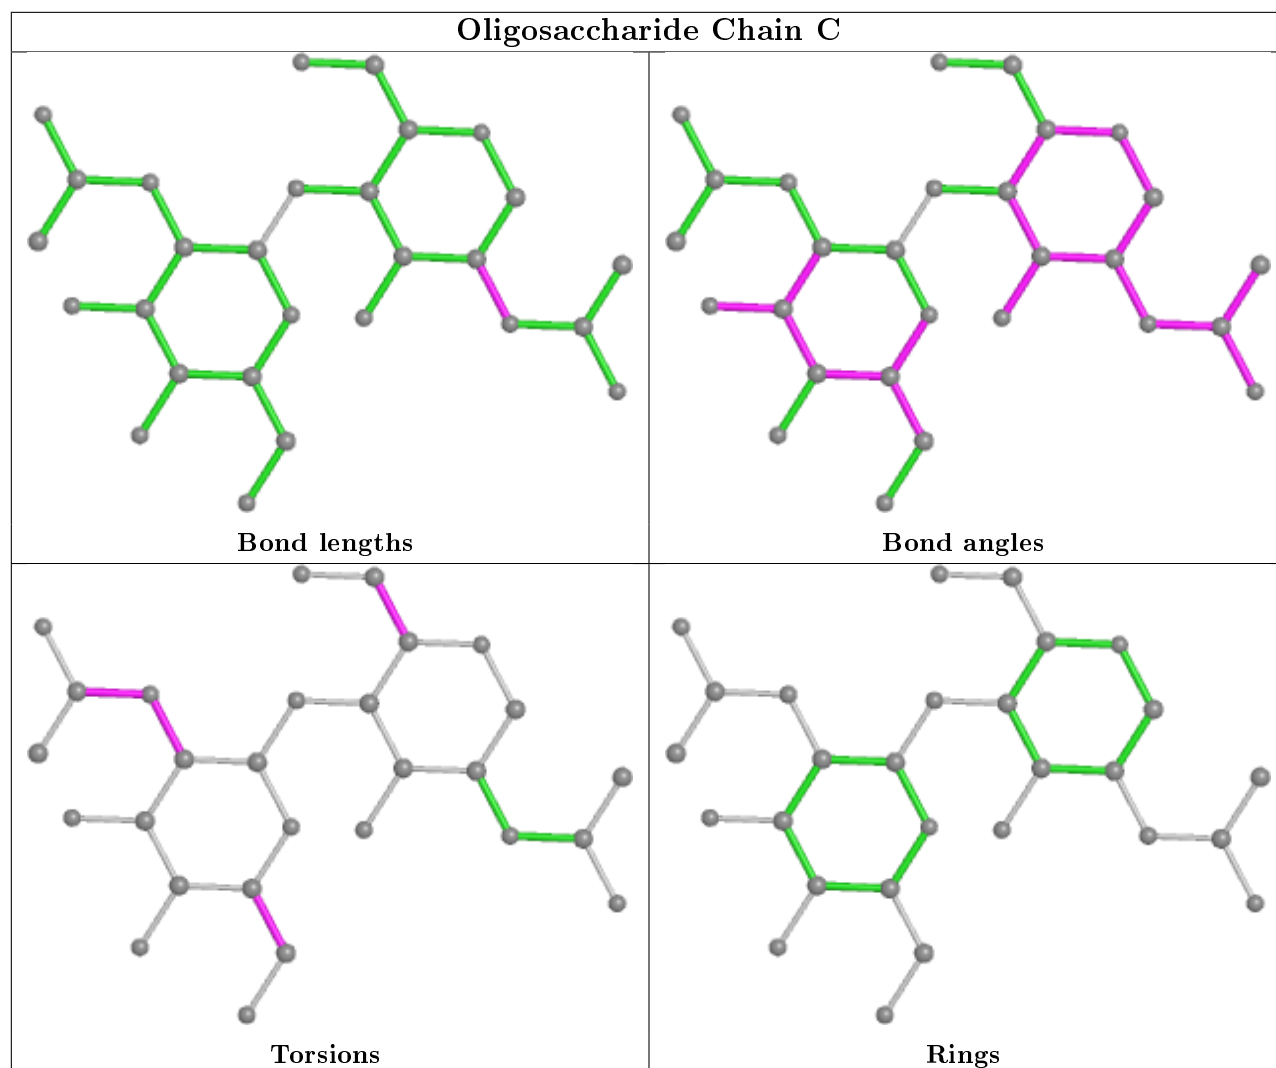 Oligosaccharide Chain C
Bond lengths
Bond angles
Torsions
Rings